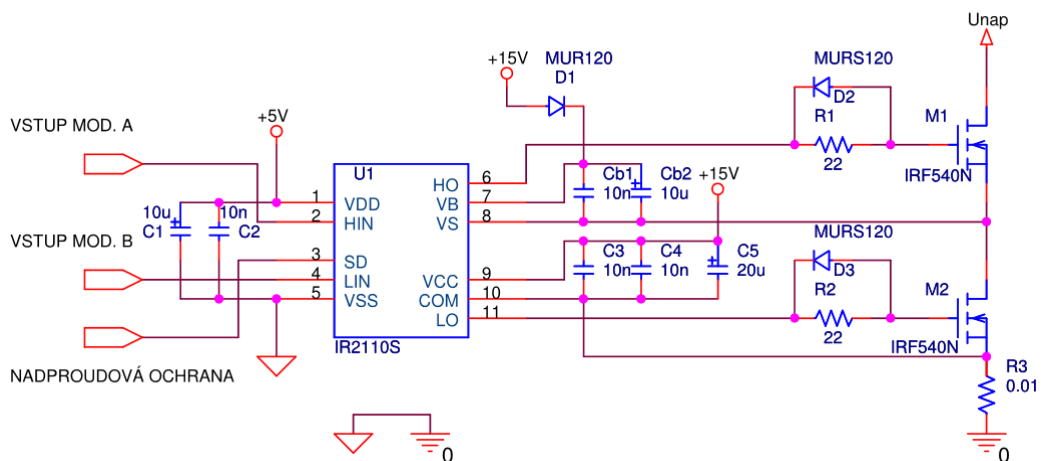 Unap
+15V
MUR120
D1
MURS120
D2
R1
22
M1
IRF540N
VSTUP MOD. A
+5V
U1
HO
6
VB
7
VS
8
Cb1
10n
Cb2
10u
+15V
1
VDD
2
HIN
10u
C1
10n
C2
VSTUP MOD. B
3
SD
4
LIN
5
VSS
VCC
9
COM
10
LO
11
C3
10n
C4
10n
C5
20u
MURS120
D3
R2
22
M2
IRF540N
IR2110S
NADPROUDOVÁ OCHRANA
R3
0.01
0
0